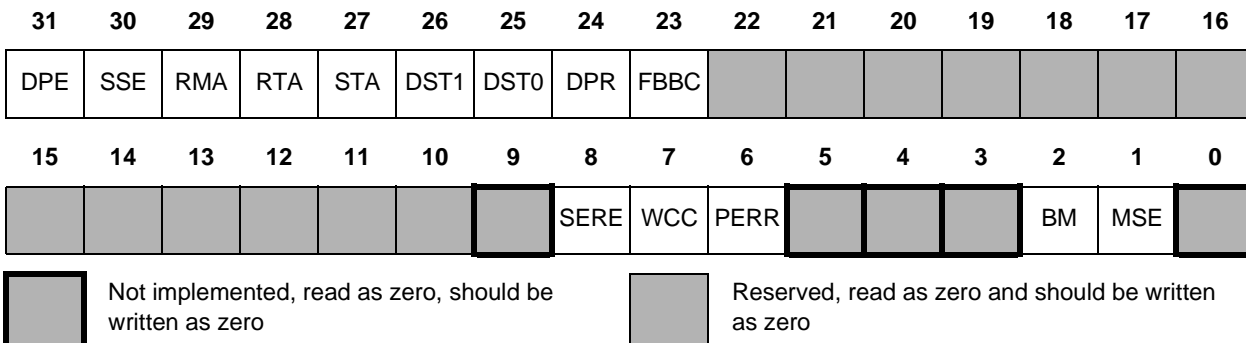 31 30 29 28 27 26 25 24 23 22 21 20 19 18 17 16
DPE SSE RMA RTA STA DST1 DST0 DPR FBBC
15 14 13 12 11 10 9 8 7 6 5 4 3 2 1 0
SERE WCC PERR BM MSE
Not implemented, read as zero, should be
written as zero
Reserved, read as zero and should be written
as zero